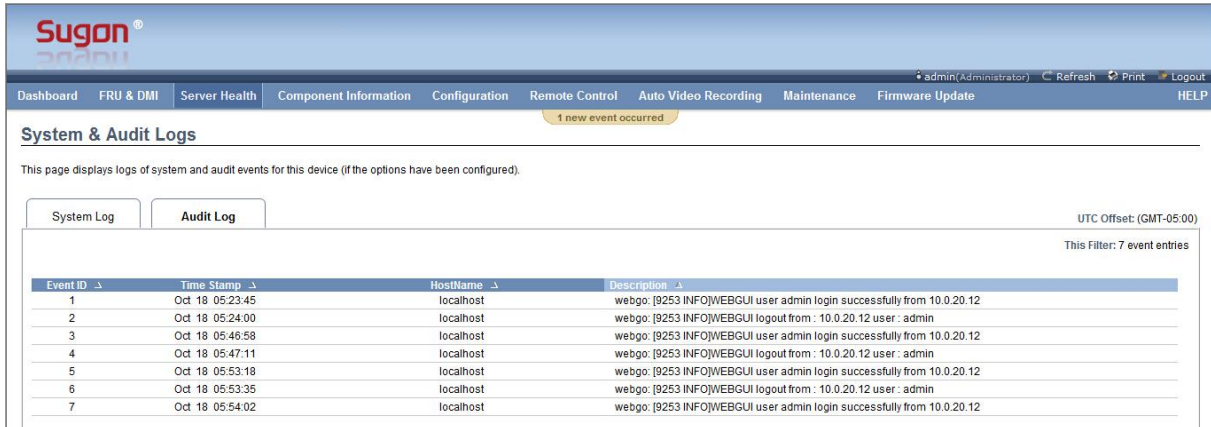 Sugon®
admin(Administrator) Refresh Print Logout
Dashboard FRU & DMI Server Health Component Information Configuration Remote Control Auto Video Recording Maintenance Firmware Update HELP
1 new event occurred
System & Audit Logs
This page displays logs of system and audit events for this device (if the options have been configured).
System Log Audit Log UTC Offset: (GMT-05:00)
This Filter: 7 event entries
Event ID Time Stamp HostName Description
1 Oct 18 05:23:45 localhost webgo: [9253 INFO]WEBGUI user admin login successfully from 10.0.20.12
2 Oct 18 05:24:00 localhost webgo: [9253 INFO]WEBGUI logout from : 10.0.20.12 user : admin
3 Oct 18 05:46:58 localhost webgo: [9253 INFO]WEBGUI user admin login successfully from 10.0.20.12
4 Oct 18 05:47:11 localhost webgo: [9253 INFO]WEBGUI logout from : 10.0.20.12 user : admin
5 Oct 18 05:53:18 localhost webgo: [9253 INFO]WEBGUI user admin login successfully from 10.0.20.12
6 Oct 18 05:53:35 localhost webgo: [9253 INFO]WEBGUI logout from : 10.0.20.12 user : admin
7 Oct 18 05:54:02 localhost webgo: [9253 INFO]WEBGUI user admin login successfully from 10.0.20.12